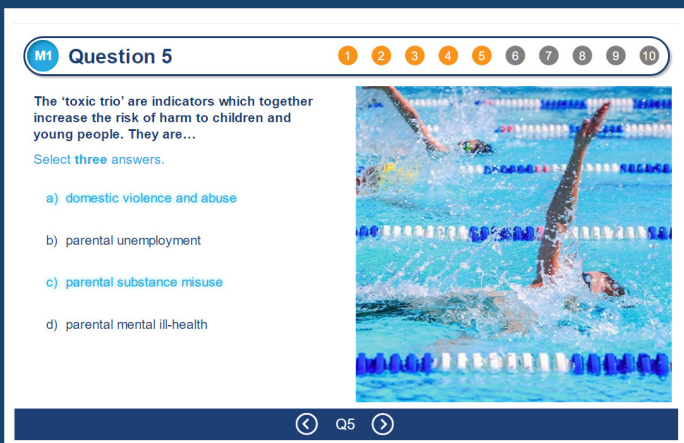 M1 Question 5 1 2 3 4 5 6 7 8 9 10
The ‘toxic trio’ are indicators which together
increase the risk of harm to children and
young people. They are…
Select three answers.
a) domestic violence and abuse
b) parental unemployment
c) parental substance misuse
d) parental mental ill-health
Q5